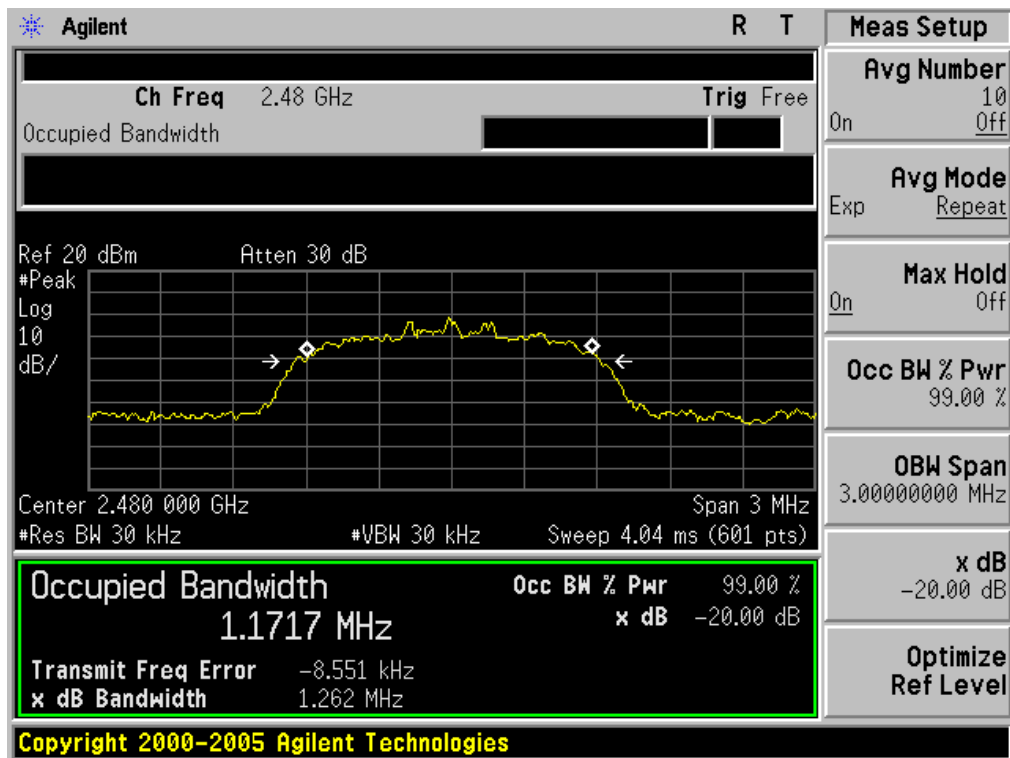 Agilent R T
Ch Freq 2.48 GHz Trig Free
Occupied Bandwidth
Ref 20 dBm Atten 30 dB
#Peak
Log
10
dB/
Center 2.480 000 GHz Span 3 MHz
#Res BW 30 kHz #VBW 30 kHz Sweep 4.04 ms (601 pts)
Occupied Bandwidth Occ BW % Pwr 99.00 %
1.1717 MHz x dB -20.00 dB
Transmit Freq Error -8.551 kHz
x dB Bandwidth 1.262 MHz
Copyright 2000-2005 Agilent Technologies
Meas Setup
Avg Number
10
On Off
Avg Mode
Exp Repeat
Max Hold
On Off
Occ BW % Pwr
99.00 %
OBW Span
3.00000000 MHz
x dB
-20.00 dB
Optimize
Ref Level